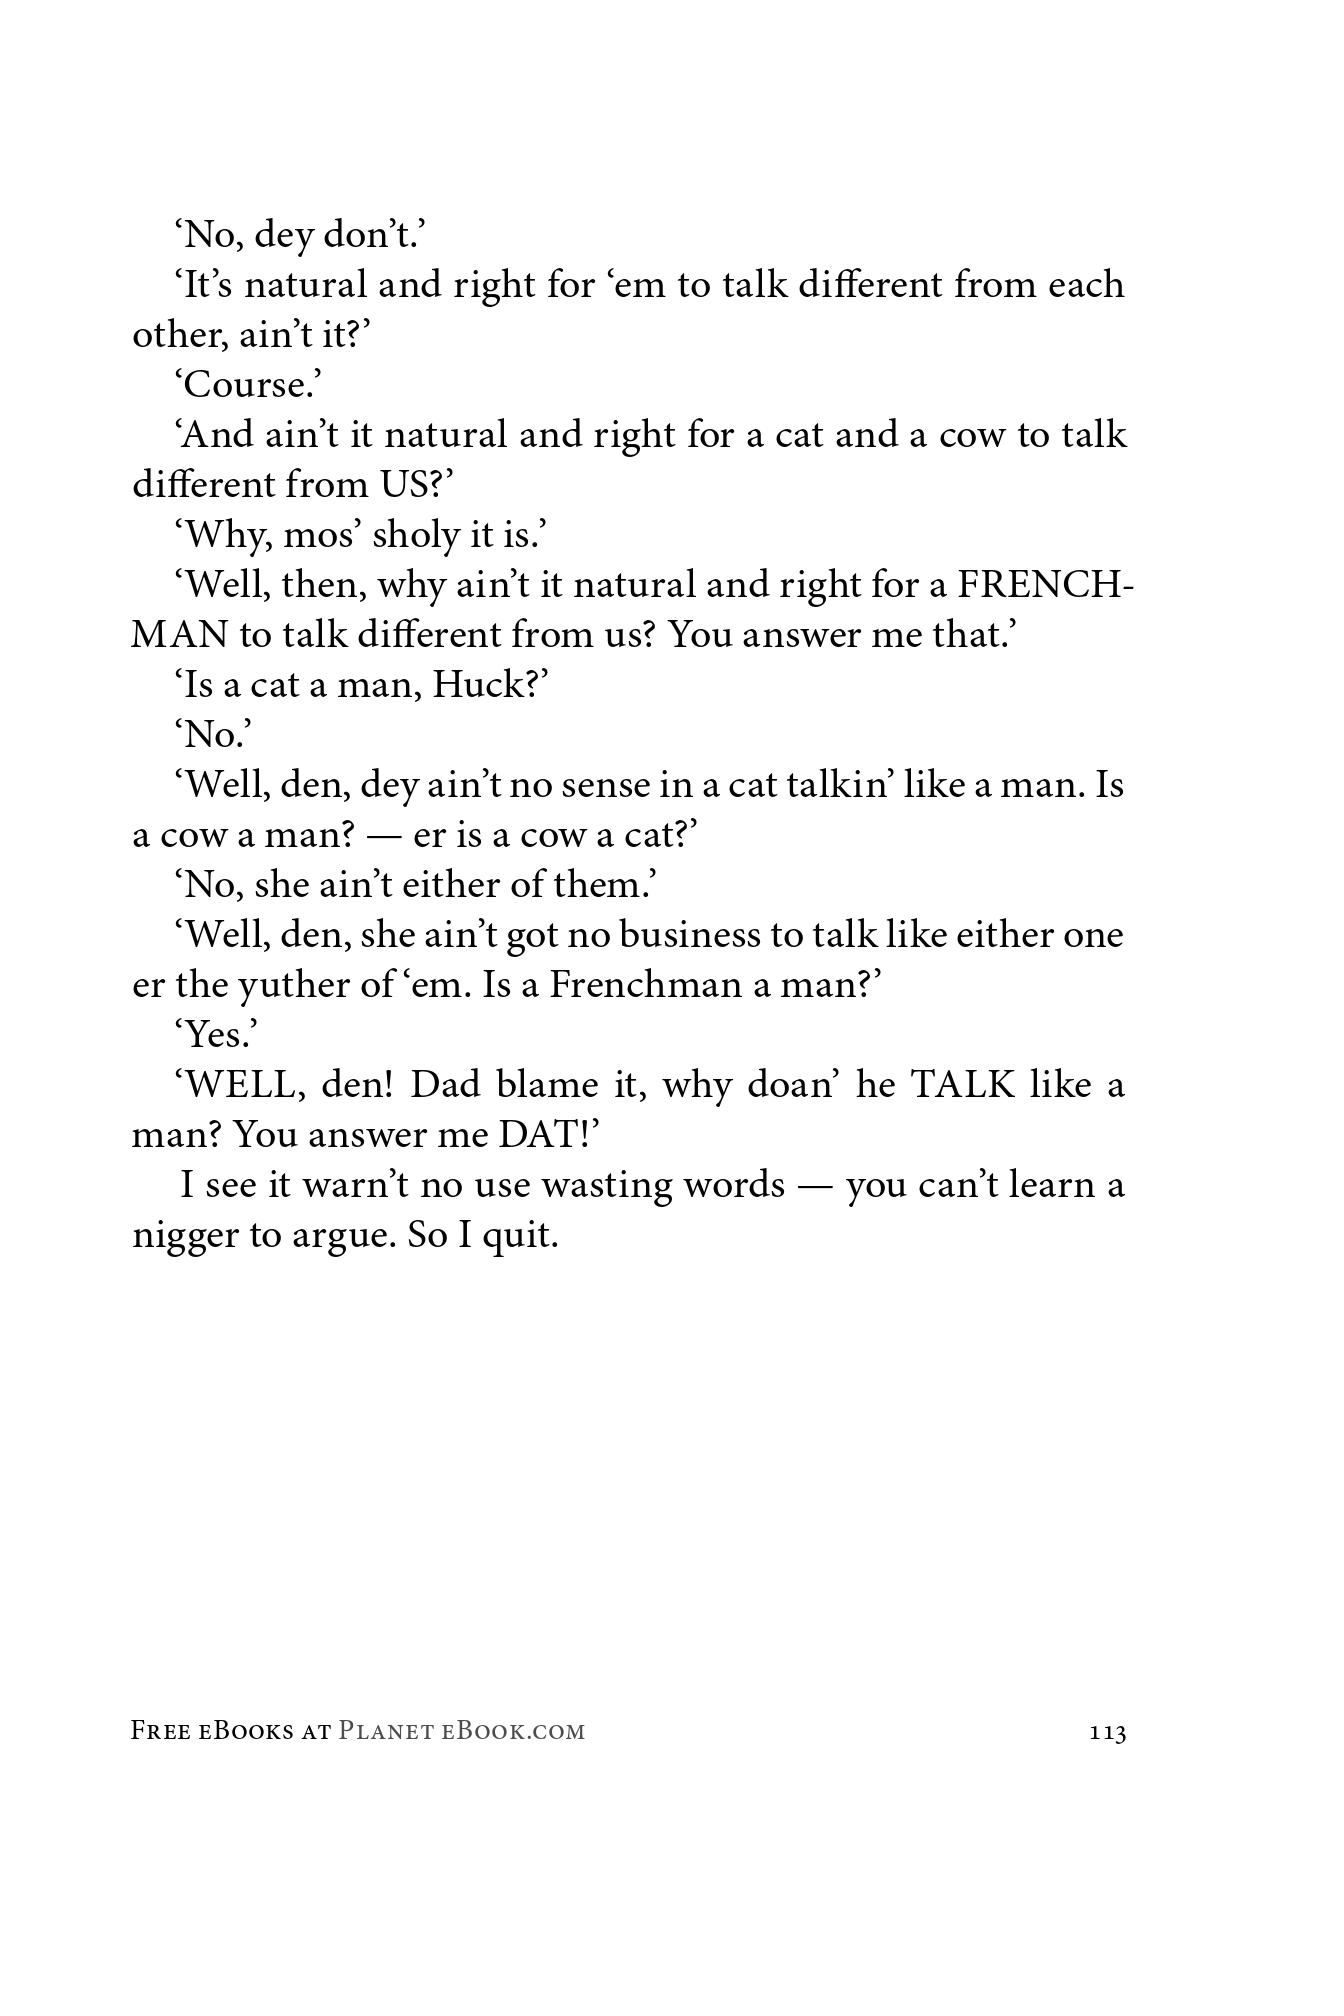 ‘No, dey don’t.’
‘It’s natural and right for ‘em to talk different from each
other, ain’t it?’
‘Course.’
‘And ain’t it natural and right for a cat and a cow to talk
different from US?’
‘Why, mos’ sholy it is.’
‘Well, then, why ain’t it natural and right for a FRENCH-
MAN to talk different from us? You answer me that.’
‘Is a cat a man, Huck?’
‘No.’
‘Well, den, dey ain’t no sense in a cat talkin’ like a man. Is
a cow a man? — er is a cow a cat?’
‘No, she ain’t either of them.’
‘Well, den, she ain’t got no business to talk like either one
er the yuther of ‘em. Is a Frenchman a man?’
‘Yes.’
‘WELL, den! Dad blame it, why doan’ he TALK like a
man? You answer me DAT!’
I see it warn’t no use wasting words — you can’t learn a
nigger to argue. So I quit.
Free eBooks at Planet eBook.com 113